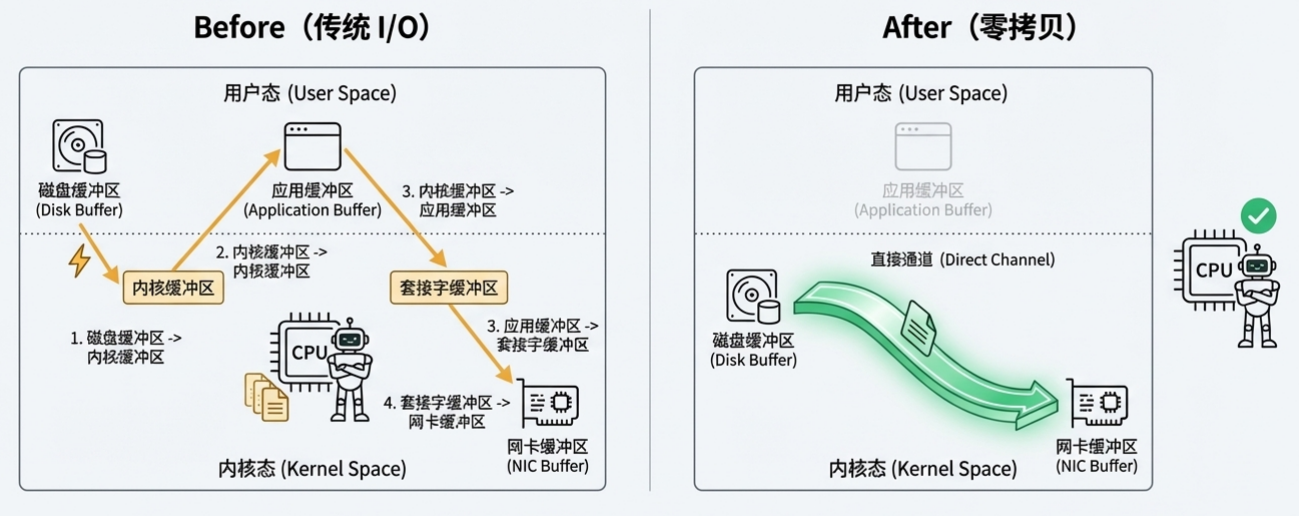 Before（传统 I/O）
用户态 (User Space)
磁盘缓冲区
(Disk Buffer)
应用缓冲区
(Application Buffer)
3. 内核缓冲区 ->
应用缓冲区
2. 内核缓冲区 ->
内核缓冲区
内核缓冲区
套接字缓冲区
1. 磁盘缓冲区 ->
内核缓冲区
CPU
3. 应用缓冲区 ->
套接字缓冲区
4. 套接字缓冲区 ->
网卡缓冲区
网卡缓冲区
(NIC Buffer)
内核态 (Kernel Space)
After（零拷贝）
用户态 (User Space)
应用缓冲区
(Application Buffer)
直接通道 (Direct Channel)
磁盘缓冲区
(Disk Buffer)
网卡缓冲区
(NIC Buffer)
内核态 (Kernel Space)
CPU